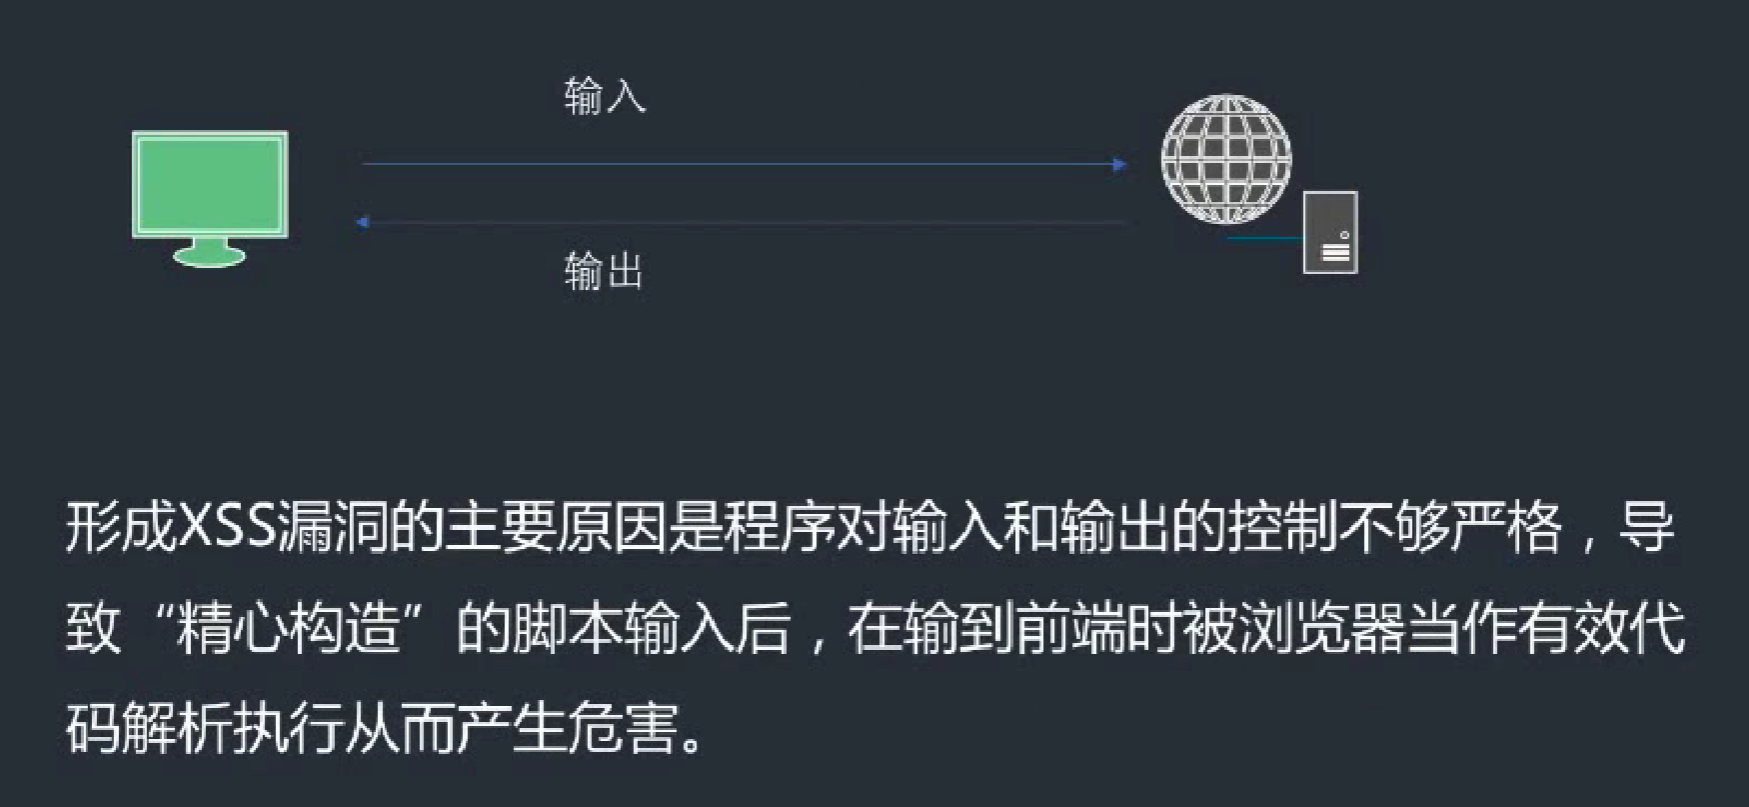 输入
输出
形成XSS漏洞的主要原因是程序对输入和输出的控制不够严格，导
致“精心构造”的脚本输入后，在输到前端时被浏览器当作有效代
码解析执行从而产生危害。